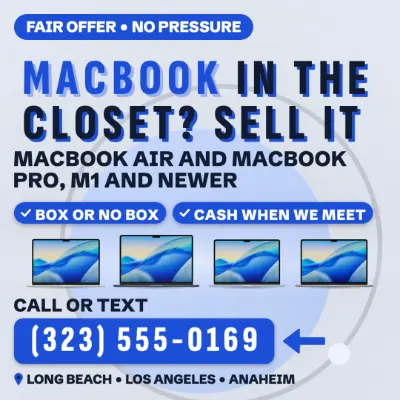 FAIR OFFER • NO PRESSURE
MACBOOK IN THE
CLOSET? SELL IT
MACBOOK AIR AND MACBOOK
PRO, M1 AND NEWER
✓ BOX OR NO BOX ✓ CASH WHEN WE MEET
CALL OR TEXT
(323) 555-0169
LONG BEACH • LOS ANGELES • ANAHEIM